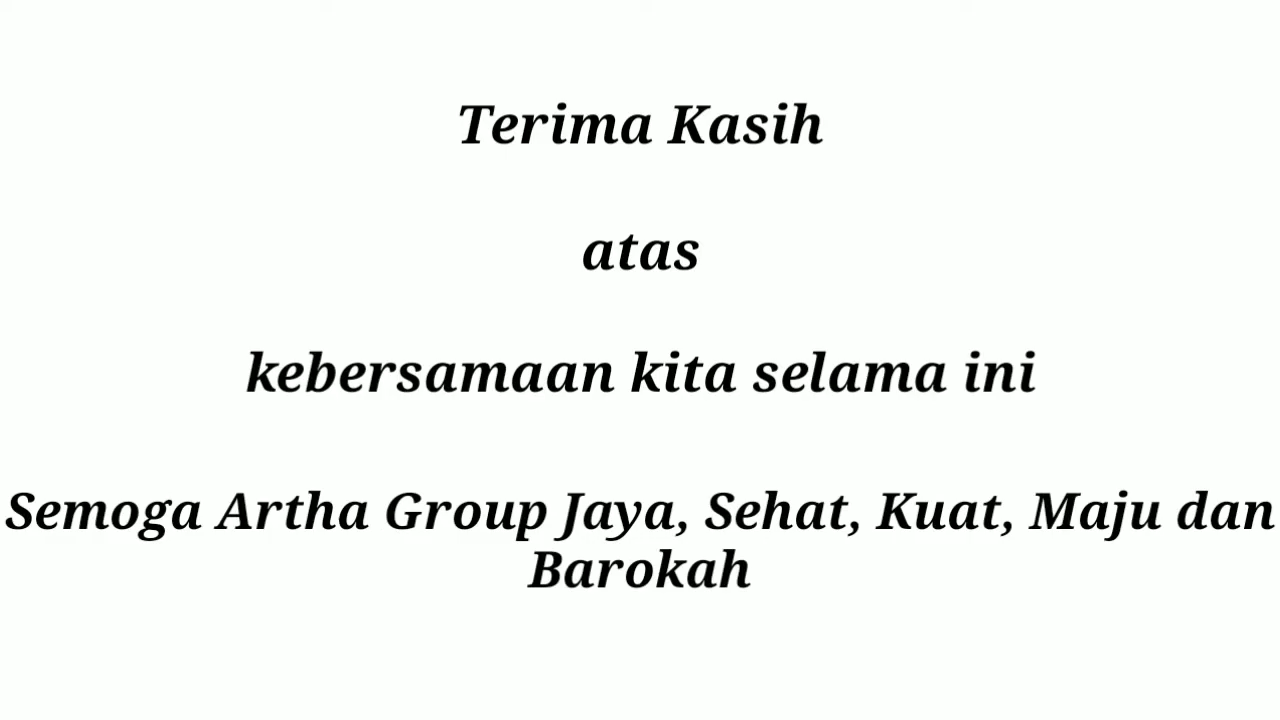 Terima Kasih
atas
kebersamaan kita selama ini
Semoga Artha Group Jaya, Sehat, Kuat, Maju dan
Barokah